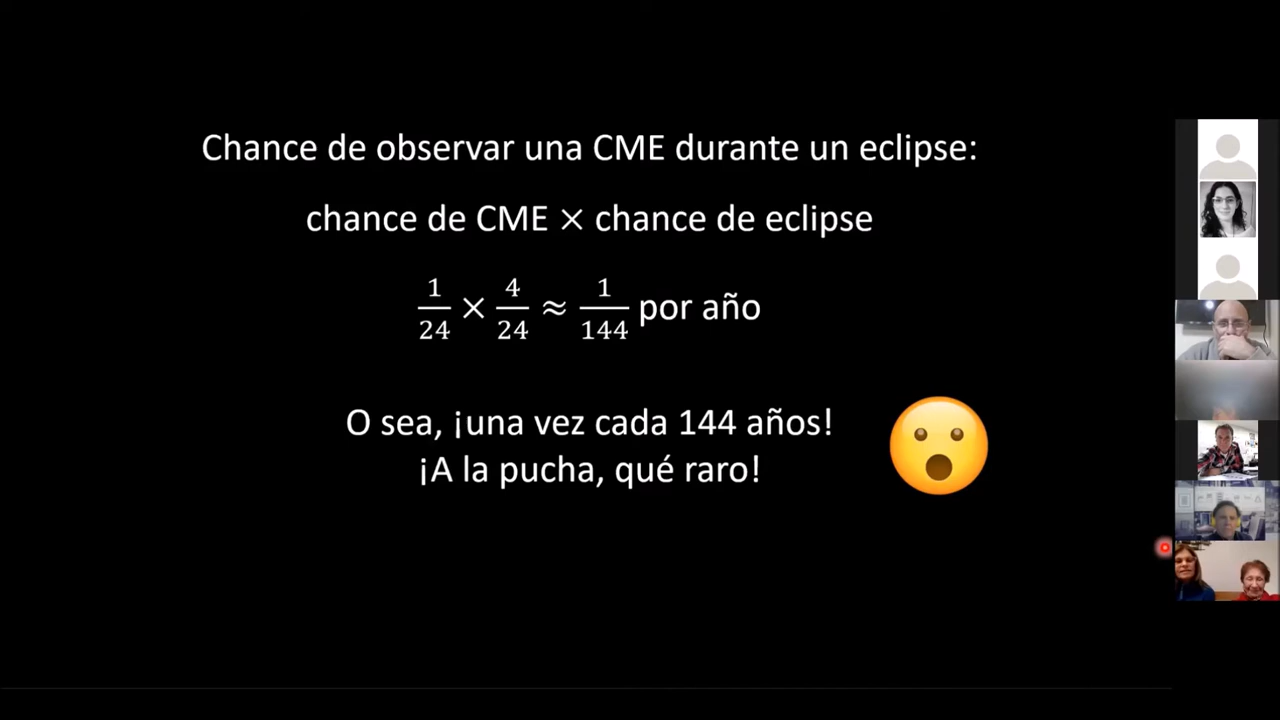 Chance de observar una CME durante un eclipse:
chance de CME × chance de eclipse
1/24 × 4/24 ≈ 1/144 por año
O sea, ¡una vez cada 144 años!
¡A la pucha, qué raro!